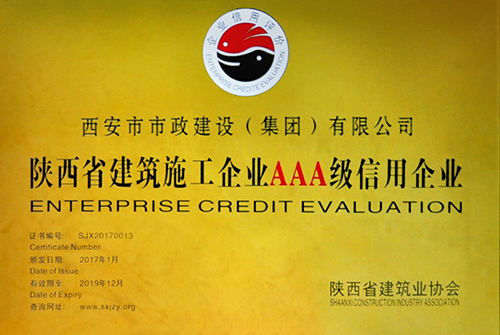 企业信用评价
ENTERPRISE CREDITE EVALUATION
西安市市政建设（集团）有限公司
陕西省建筑施工企业AAA级信用企业
ENTERPRISE CREDIT EVALUATION
证书编号: SJX20170013
Certificate Number
颁发日期: 2017年1月
Date of Issue
有效期至: 2019年12月
Date of Expiry
查询网址: www.sxjzy.org
陕西省建筑业协会
SHAANXI CONSTRUCTION INDUSTRY ASSOCIATION